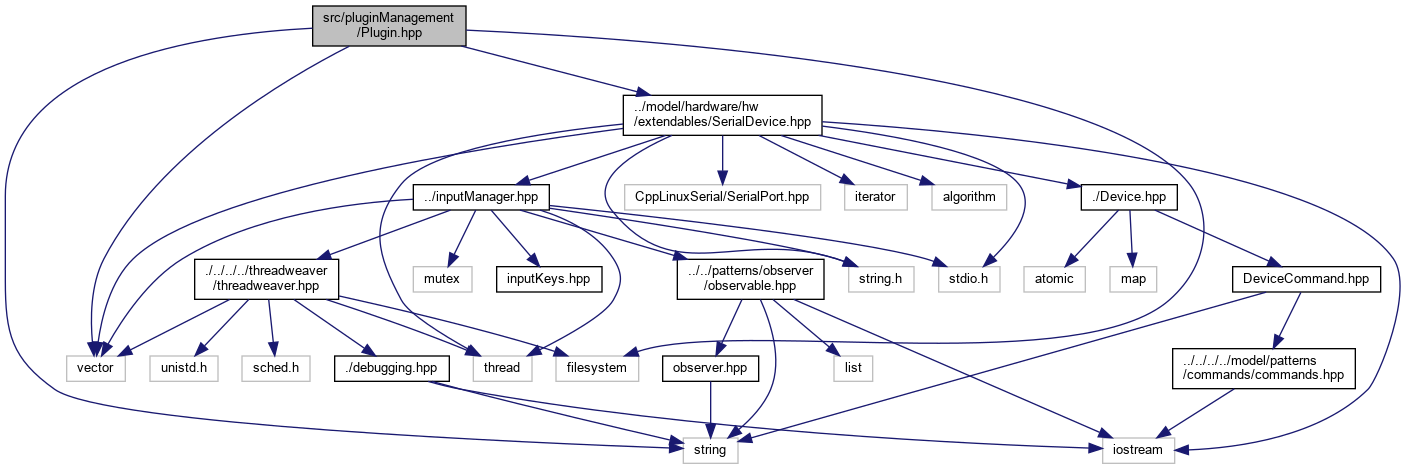 src/pluginManagement
/Plugin.hpp
../model/hardware/hw
/extendables/SerialDevice.hpp
../inputManager.hpp
CppLinuxSerial/SerialPort.hpp
iterator
algorithm
./Device.hpp
./../../../threadweaver
/threadweaver.hpp
mutex
inputKeys.hpp
../../patterns/observer
/observable.hpp
string.h
stdio.h
atomic
map
DeviceCommand.hpp
vector
unistd.h
sched.h
./debugging.hpp
thread
filesystem
observer.hpp
list
../../../../model/patterns
/commands/commands.hpp
string
iostream